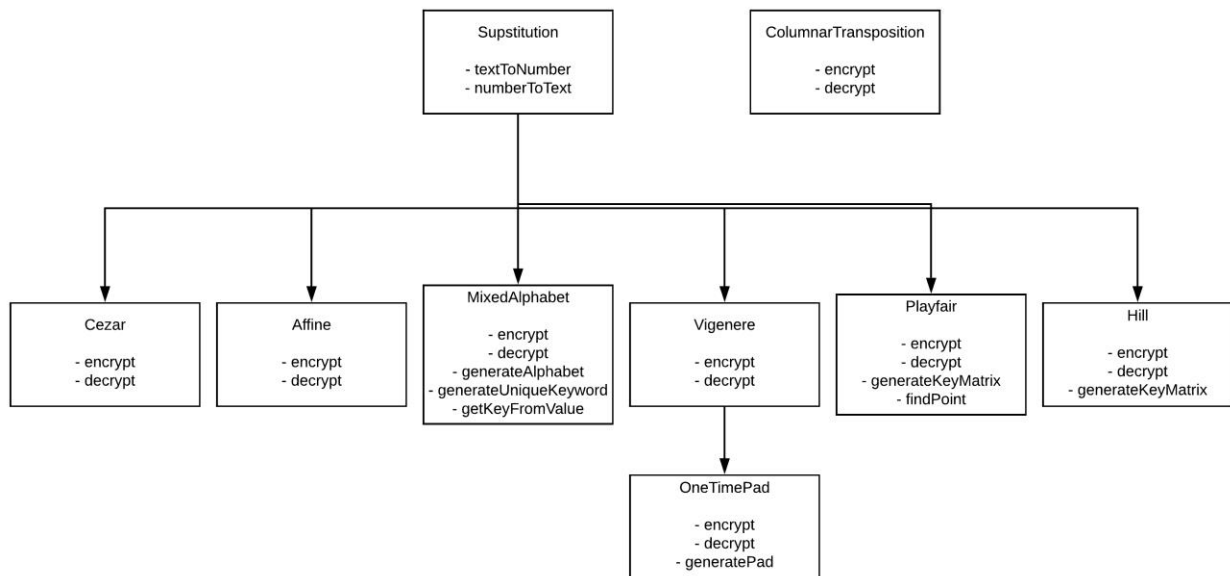 Supstitution
- textToNumber
- numberToText
ColumnarTransposition
- encrypt
- decrypt
Cezar
- encrypt
- decrypt
Affine
- encrypt
- decrypt
MixedAlphabet
- encrypt
- decrypt
- generateAlphabet
- generateUniqueKeyword
- getKeyFromValue
Vigenere
- encrypt
- decrypt
Playfair
- encrypt
- decrypt
- generateKeyMatrix
- findPoint
Hill
- encrypt
- decrypt
- generateKeyMatrix
OneTimePad
- encrypt
- decrypt
- generatePad